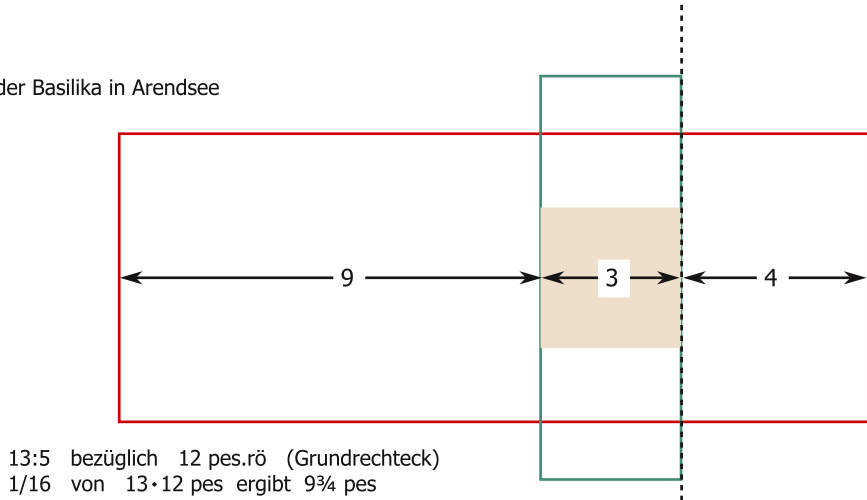 der Basilika in Arendsee
9 3 4
13:5 bezüglich 12 pes.rö (Grundrechteck)
1/16 von 13·12 pes ergibt 9¾ pes